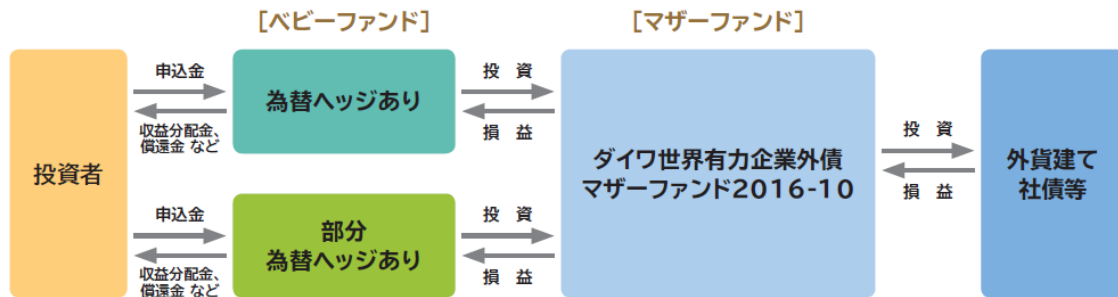 [ベビーファンド]
[マザーファンド]
投資者
申込金
収益分配金、
償還金 など
為替ヘッジあり
投 資
損 益
申込金
収益分配金、
償還金 など
部分
為替ヘッジあり
投 資
損 益
ダイワ世界有力企業外債
マザーファンド2016-10
投 資
損 益
外貨建て
社債等